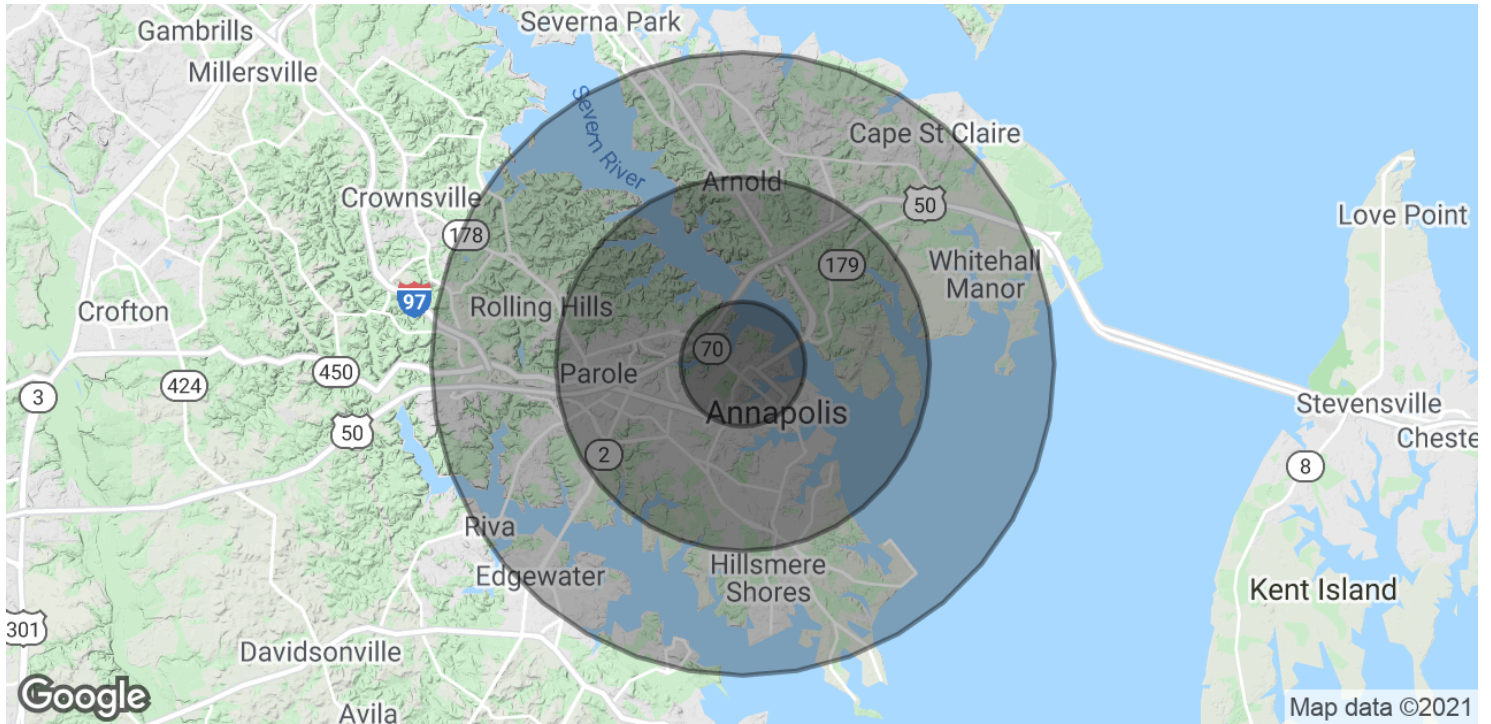 Severna Park
Gambrills
Millersville
Severn River
Cape St Claire
Arnold
Crownsville
50
Love Point
178
179
Whitehall
Manor
97
Rolling Hills
Crofton
70
450
Parole
424
3
Annapolis
Stevensville
50
Cheste
2
8
Riva
Hillsmere
Shores
Edgewater
Kent Island
301
Davidsonville
Google
Avila
Map data ©2021